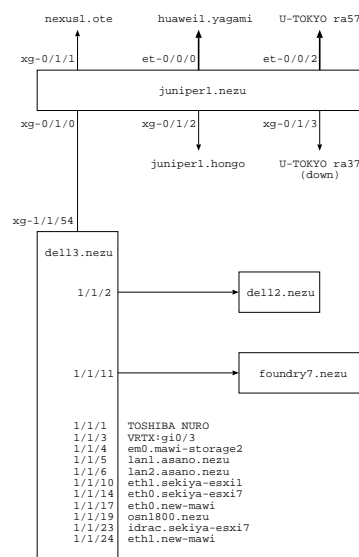 nexus1.ote huawei1.yagami U-TOKYO ra57
xg-0/1/1 et-0/0/0 et-0/0/2
juniper1.nezu
xg-0/1/0 xg-0/1/2 xg-0/1/3
juniper1.hongo U-TOKYO ra37
(down)
xg-1/1/54
dell3.nezu
1/1/2 dell2.nezu
1/1/11 foundry7.nezu
1/1/1 TOSHIBA NURO
1/1/3 VRTX:gi0/3
1/1/4 em0.mawi-storage2
1/1/5 lan1.asano.nezu
1/1/6 lan2.asano.nezu
1/1/10 eth1.sekiya-esxi1
1/1/14 eth0.sekiya-esxi7
1/1/17 eth0.new-mawi
1/1/19 osn1800.nezu
1/1/23 idrac.sekiya-esxi7
1/1/24 eth1.new-mawi